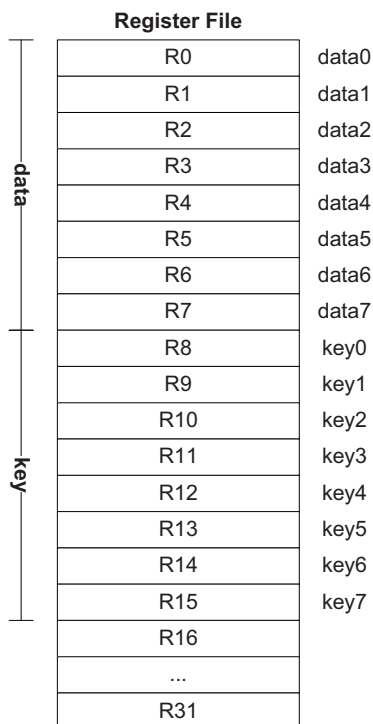 Register File
R0 data0
R1 data1
R2 data2
R3 data3
data
R4 data4
R5 data5
R6 data6
R7 data7
R8 key0
R9 key1
R10 key2
R11 key3
key
R12 key4
R13 key5
R14 key6
R15 key7
R16
...
R31